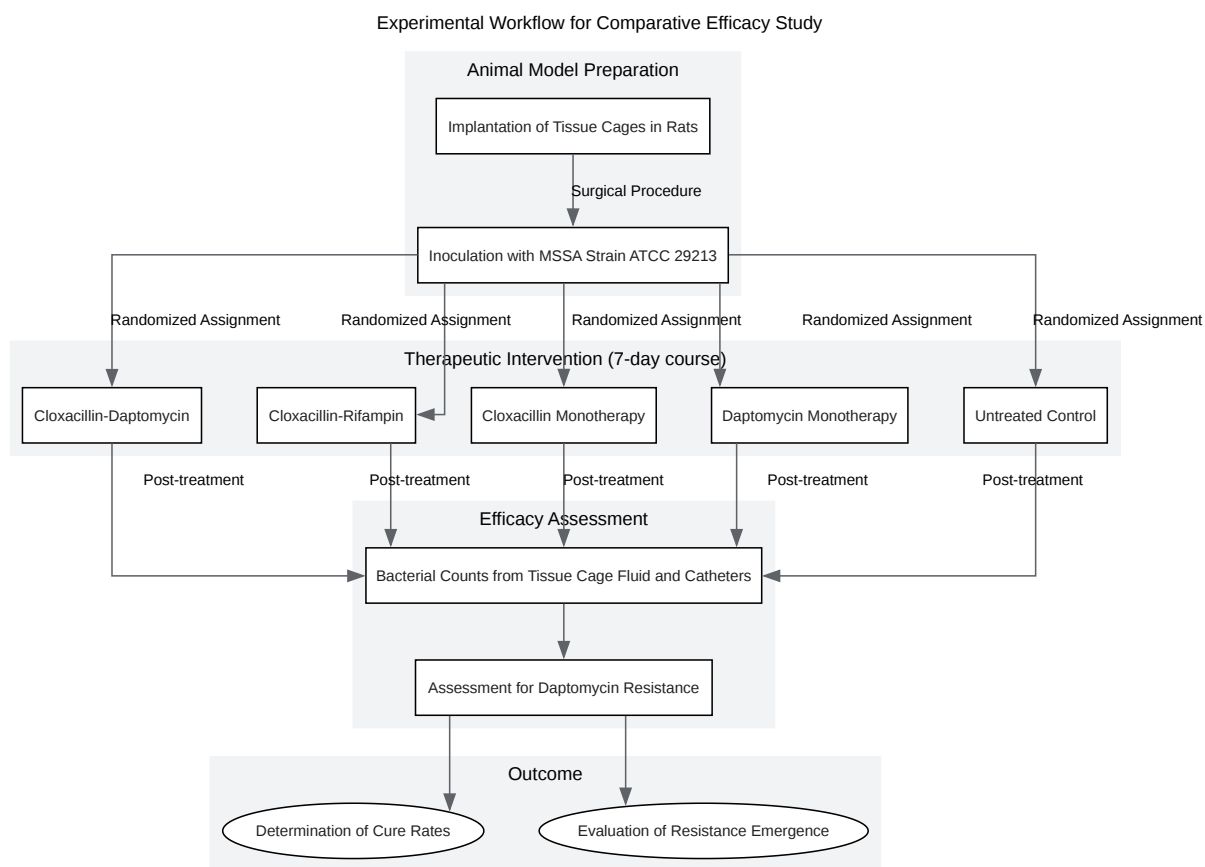 Experimental Workflow for Comparative Efficacy Study
Animal Model Preparation
Implantation of Tissue Cages in Rats
Surgical Procedure
Inoculation with MSSA Strain ATCC 29213
Randomized Assignment
Randomized Assignment
Randomized Assignment
Randomized Assignment
Randomized Assignment
Therapeutic Intervention (7-day course)
Cloxacillin-Daptomycin
Cloxacillin-Rifampin
Cloxacillin Monotherapy
Daptomycin Monotherapy
Untreated Control
Post-treatment
Post-treatment
Post-treatment
Post-treatment
Post-treatment
Efficacy Assessment
Bacterial Counts from Tissue Cage Fluid and Catheters
Assessment for Daptomycin Resistance
Outcome
Determination of Cure Rates
Evaluation of Resistance Emergence